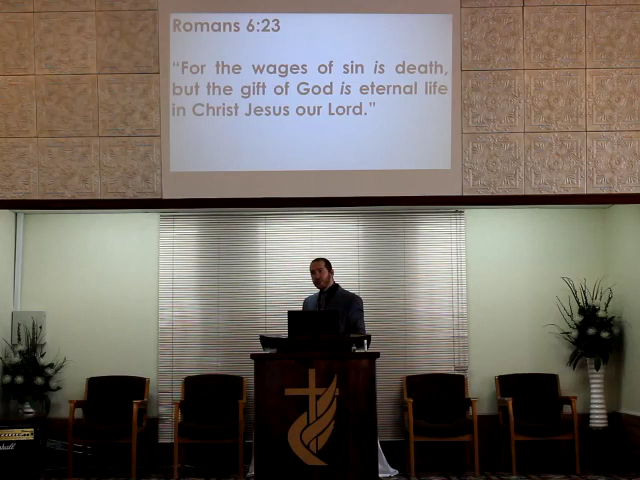 Romans 6:23
“For the wages of sin is death,
but the gift of God is eternal life
in Christ Jesus our Lord.”
Marshall